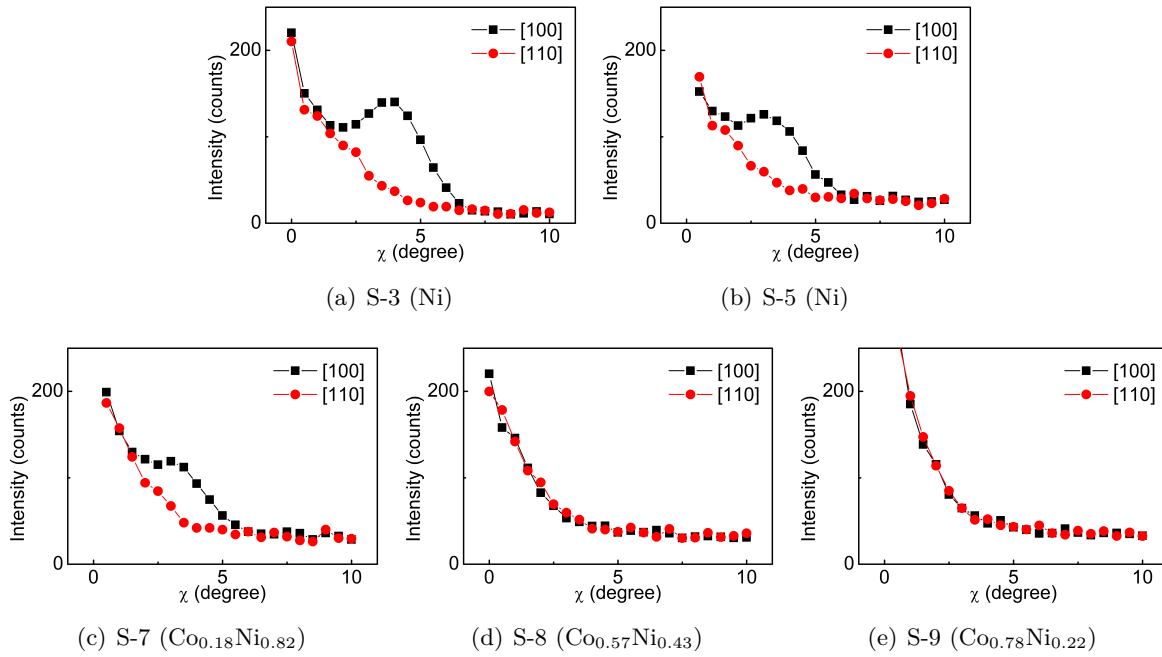 [100]
[110]
200
0
Intensity (counts)
0 5 10
χ (degree)
(a) S-3 (Ni)
[100]
[110]
200
0
Intensity (counts)
0 5 10
χ (degree)
(b) S-5 (Ni)
[100]
[110]
200
0
Intensity (counts)
0 5 10
χ (degree)
(c) S-7 (Co₀.₁₈Ni₀.₈₂)
[100]
[110]
200
0
Intensity (counts)
0 5 10
χ (degree)
(d) S-8 (Co₀.₅₇Ni₀.₄₃)
[100]
[110]
200
0
Intensity (counts)
0 5 10
χ (degree)
(e) S-9 (Co₀.₇₈Ni₀.₂₂)